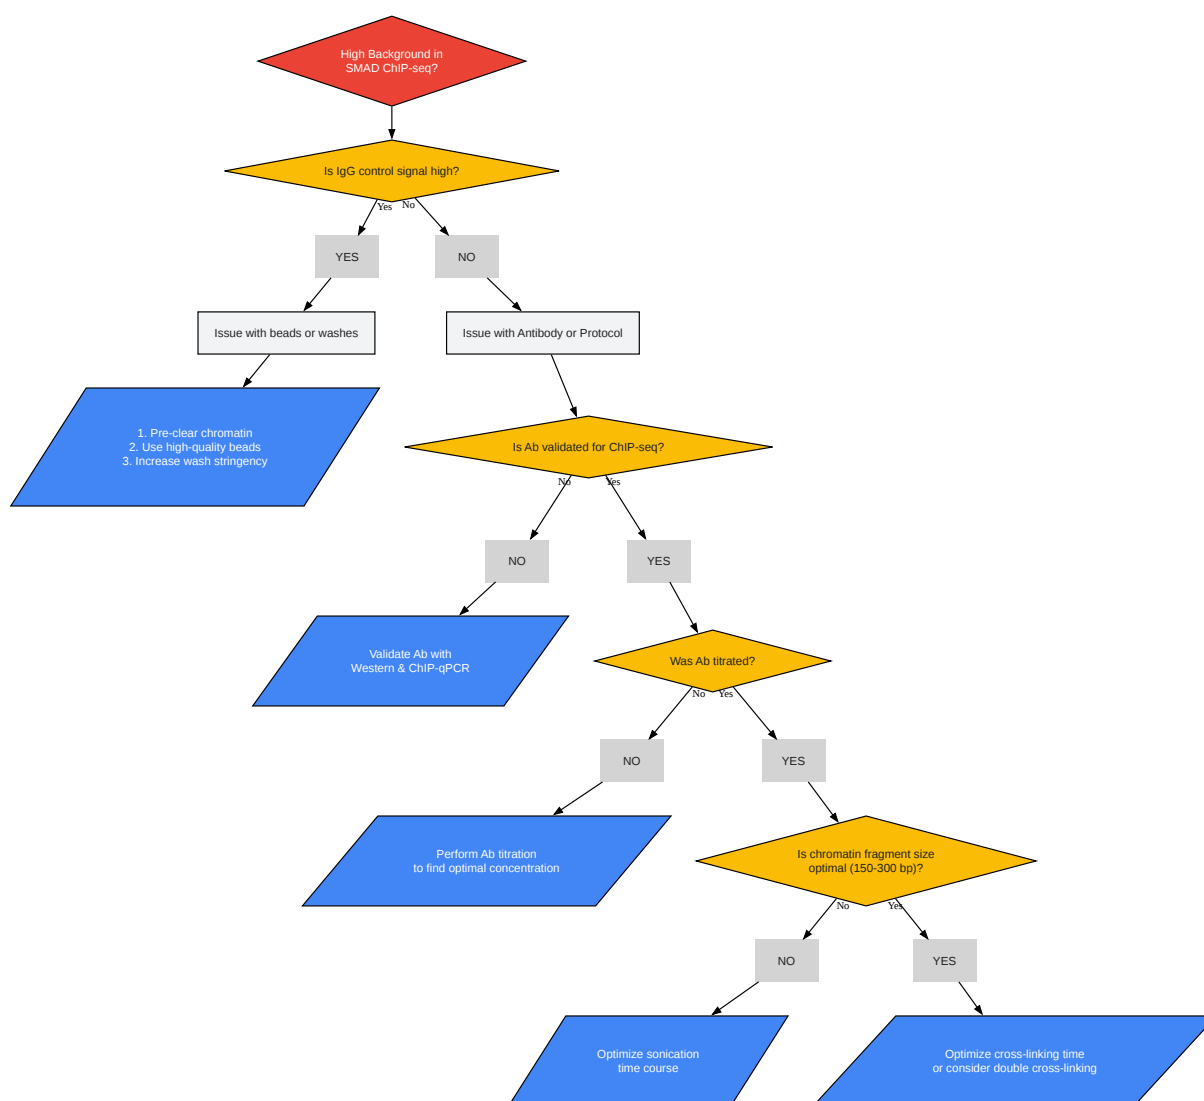 High Background in
SMAD ChIP-seq?
Is IgG control signal high?
Yes
No
YES
NO
Issue with beads or washes
Issue with Antibody or Protocol
1. Pre-clear chromatin
2. Use high-quality beads
3. Increase wash stringency
Is Ab validated for ChIP-seq?
No
Yes
NO
YES
Validate Ab with
Western & ChIP-qPCR
Was Ab titrated?
No
Yes
NO
YES
Perform Ab titration
to find optimal concentration
Is chromatin fragment size
optimal (150-300 bp)?
No
Yes
NO
YES
Optimize sonication
time course
Optimize cross-linking time
or consider double cross-linking